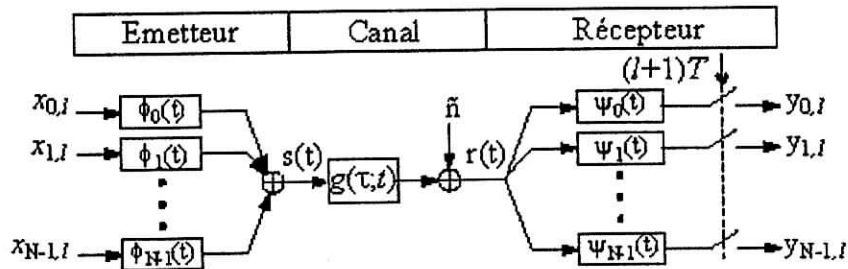 Emetteur Canal Récepteur
(l+1)T
x0,l ϕ0(t) ñ ψ0(t) y0,l
x1,l ϕ1(t) s(t) g(τ;t) r(t) ψ1(t) y1,l
xN-1,l ϕN-1(t) ψN-1(t) yN-1,l